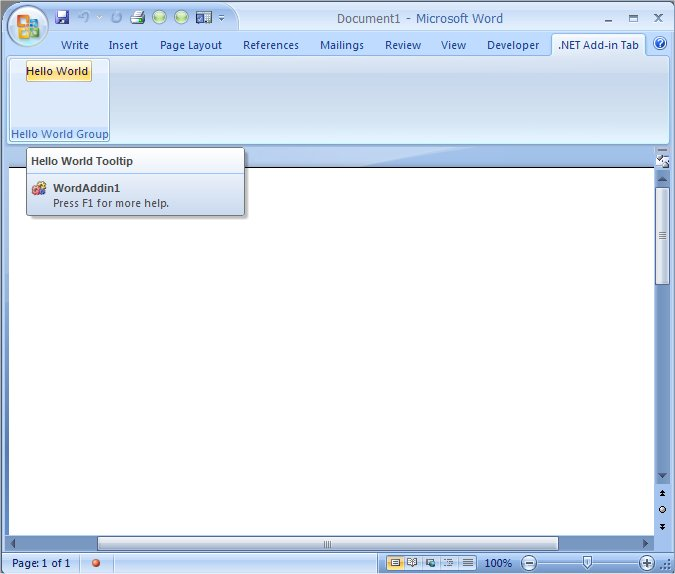 Document1 - Microsoft Word
Write Insert Page Layout References Mailings Review View Developer .NET Add-in Tab
Hello World
Hello World Group
Hello World Tooltip
WordAddin1
Press F1 for more help.
Page: 1 of 1 100%